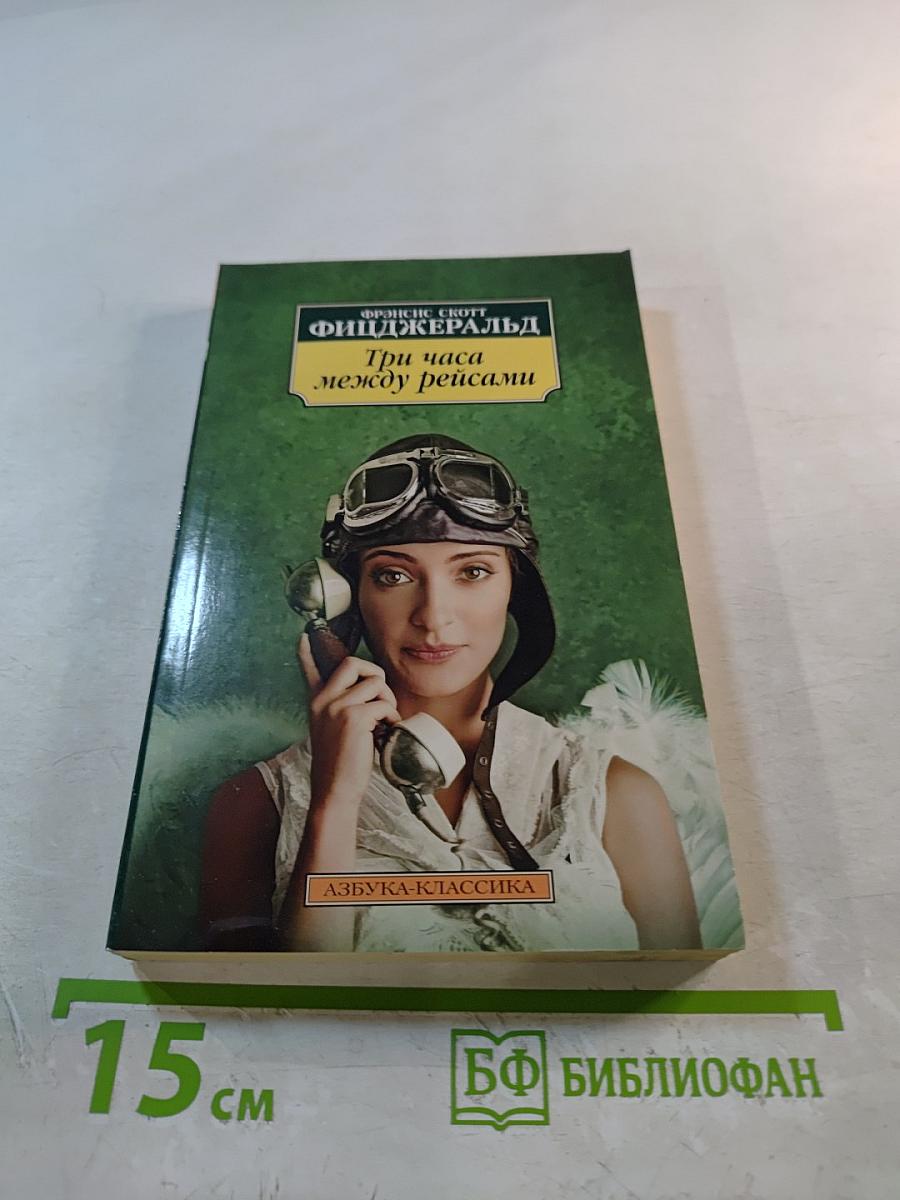 ФРЭНСИС СКОТТ
ФИЦДЖЕРАЛЬД
Три часа
между рейсами
АЗБУКА-КЛАССИКА
15 см
БФ БИБЛИОФАН